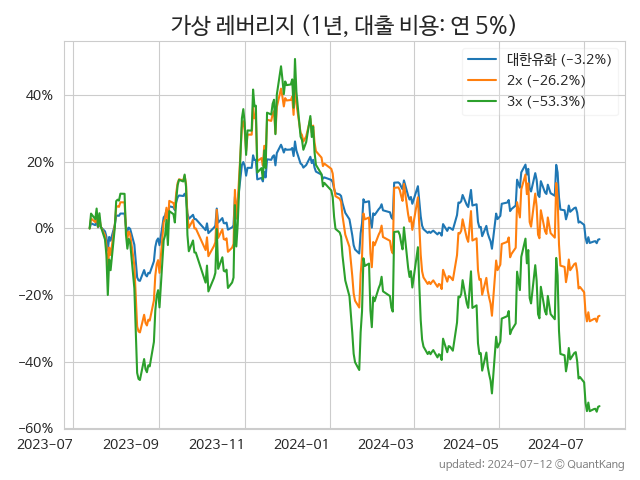 가상 레버리지 (1년, 대출 비용: 연 5%)
대한유화 (−3.2%)
2x (−26.2%)
3x (−53.3%)
40%
20%
0%
−20%
−40%
−60%
2023-07
2023-09
2023-11
2024-01
2024-03
2024-05
2024-07
updated: 2024-07-12 © QuantKang